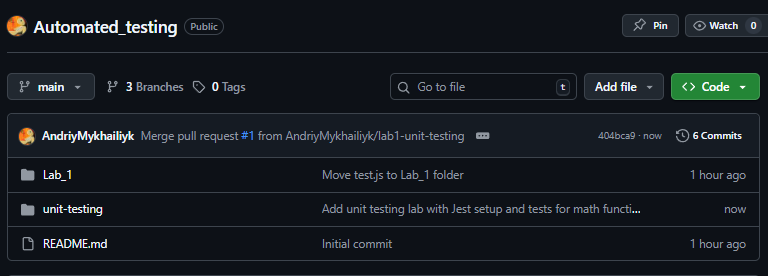 Automated_testing Public Pin Watch 0
main 3 Branches 0 Tags Go to file t Add file Code
AndriyMykhailiyk Merge pull request #1 from AndriyMykhailiyk/lab1-unit-testing 404bca9 · now 6 Commits
Lab_1 Move test.js to Lab_1 folder 1 hour ago
unit-testing Add unit testing lab with Jest setup and tests for math functi... now
README.md Initial commit 1 hour ago